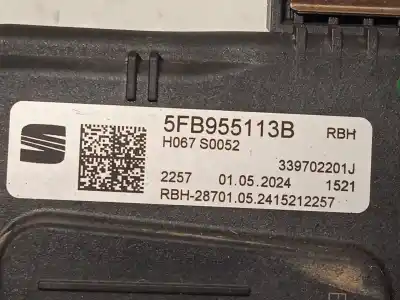 5FB955113B RBH
H067 S0052
339702201J
2257 01.05.2024 1521
RBH-28701.05.2415212257